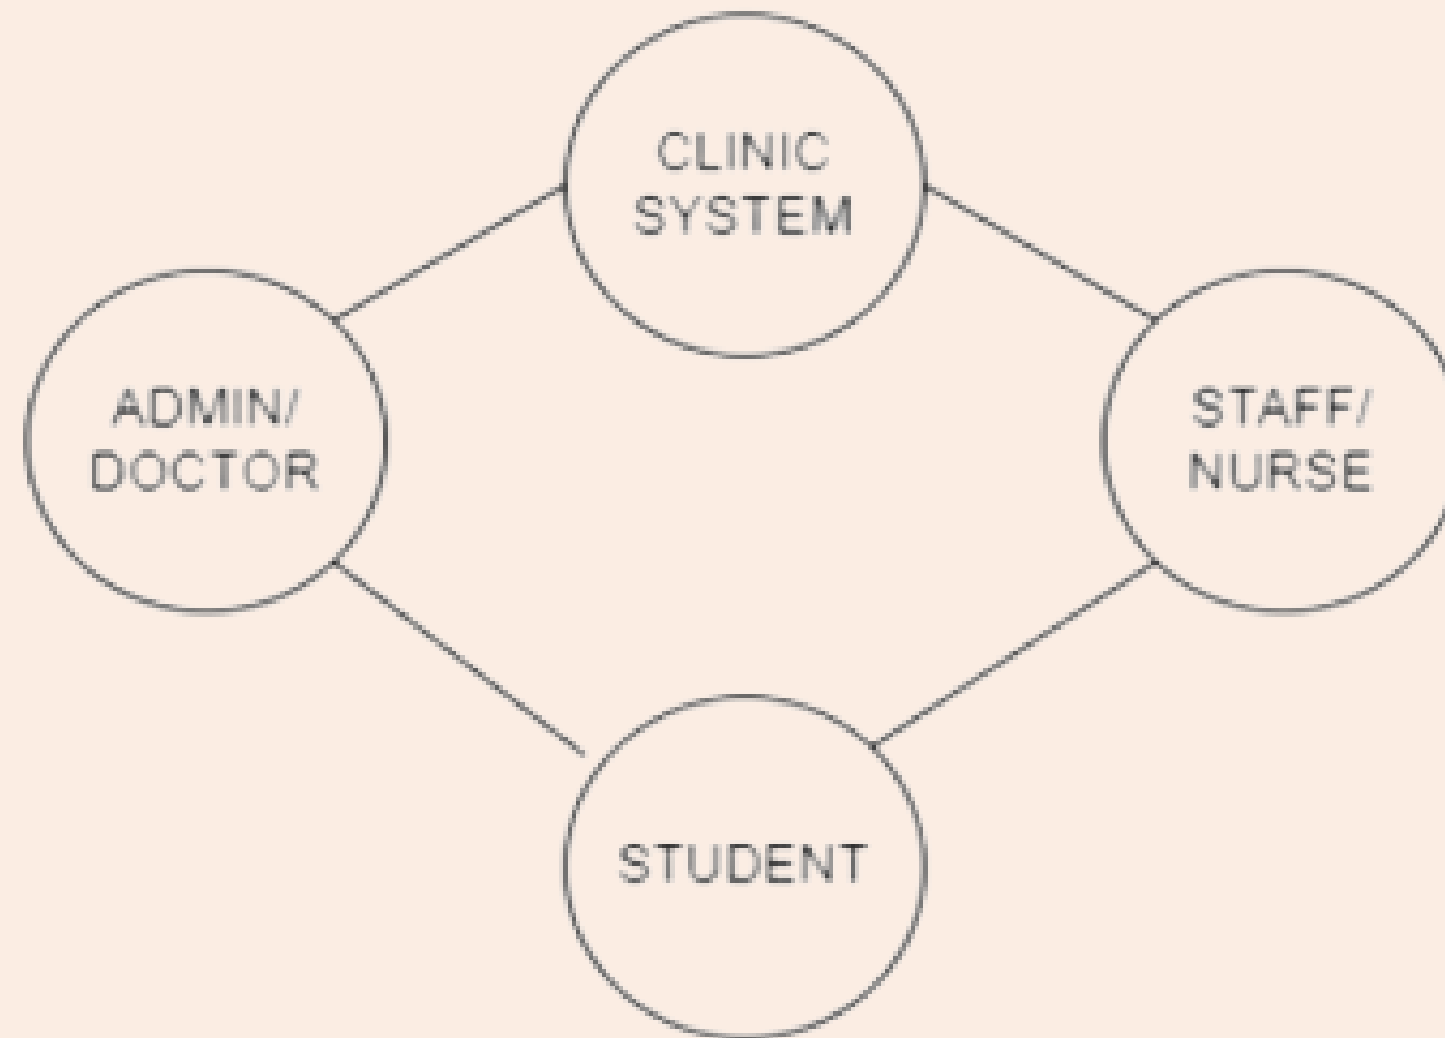 CLINIC
SYSTEM
ADMIN/
DOCTOR
STAFF/
NURSE
STUDENT